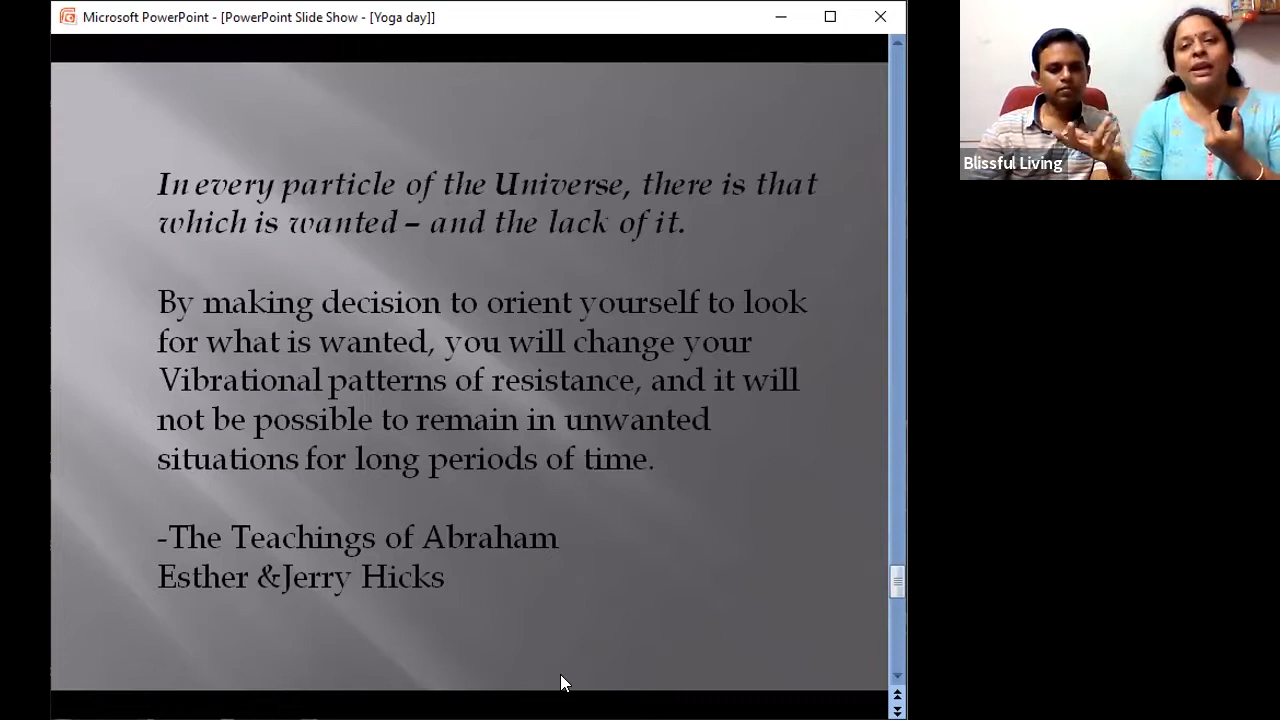 Microsoft PowerPoint - [PowerPoint Slide Show - [Yoga day]]
In every particle of the Universe, there is that
which is wanted – and the lack of it.
By making decision to orient yourself to look
for what is wanted, you will change your
Vibrational patterns of resistance, and it will
not be possible to remain in unwanted
situations for long periods of time.
-The Teachings of Abraham
Esther &Jerry Hicks
Blissful Living